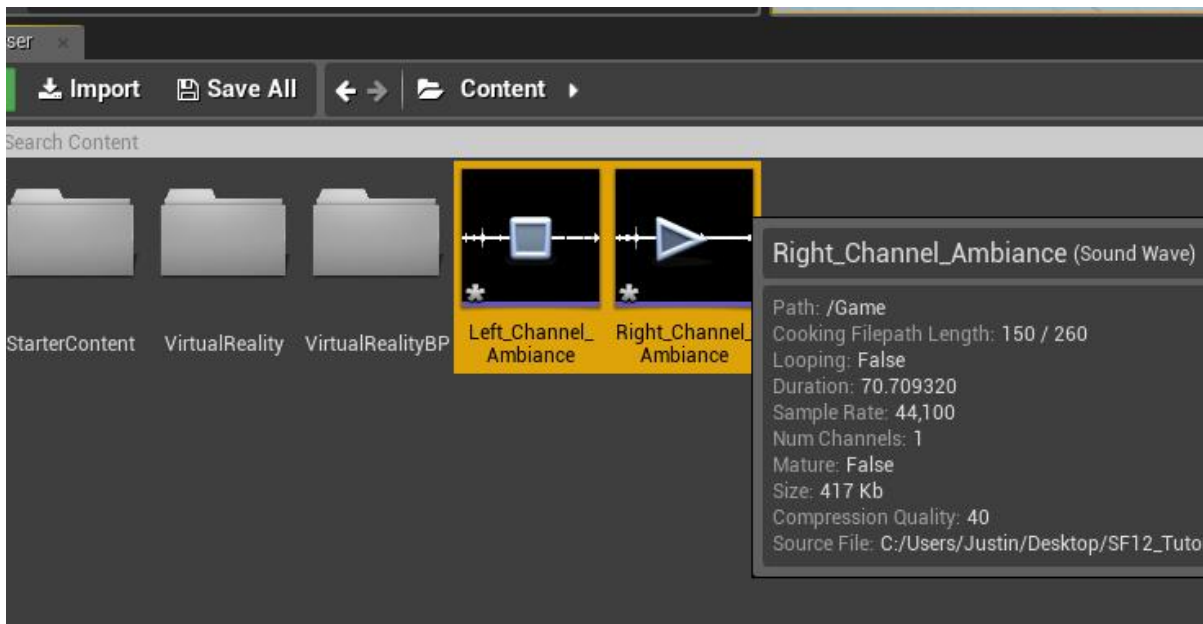 ser
Import Save All Content
Search Content
StarterContent
VirtualReality
VirtualRealityBP
Left_Channel_
Ambiance
Right_Channel_
Ambiance
Right_Channel_Ambiance (Sound Wave)
Path: /Game
Cooking Filepath Length: 150 / 260
Looping: False
Duration: 70.709320
Sample Rate: 44,100
Num Channels: 1
Mature: False
Size: 417 Kb
Compression Quality: 40
Source File: C:/Users/Justin/Desktop/SF12_Tuto